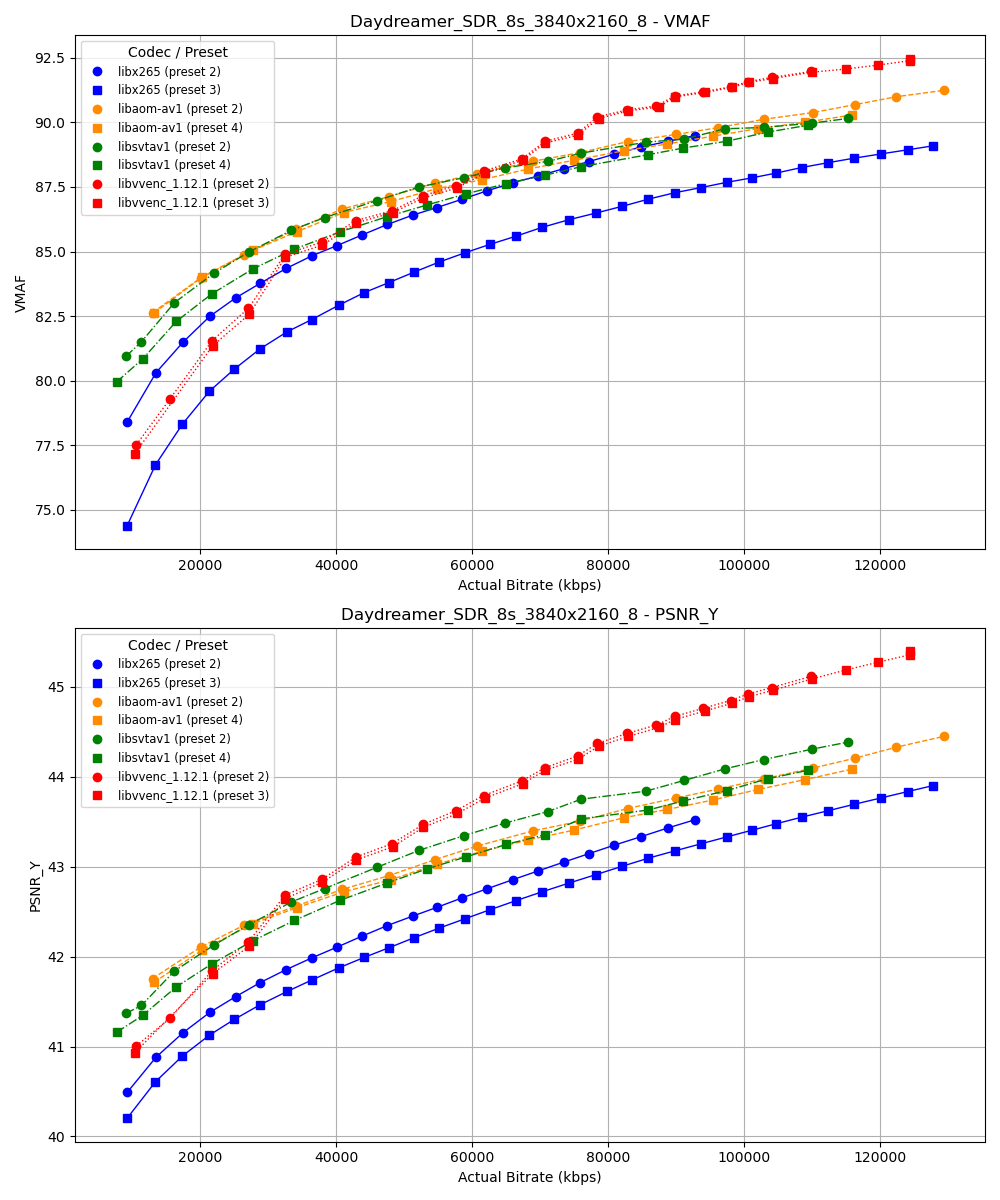 Daydreamer_SDR_8s_3840x2160_8 - VMAF
VMAF
92.5
90.0
87.5
85.0
82.5
80.0
77.5
75.0
Codec / Preset
libx265 (preset 2)
libx265 (preset 3)
libaom-av1 (preset 2)
libaom-av1 (preset 4)
libsvtav1 (preset 2)
libsvtav1 (preset 4)
libvvenc_1.12.1 (preset 2)
libvvenc_1.12.1 (preset 3)
20000 40000 60000 80000 100000 120000
Actual Bitrate (kbps)
Daydreamer_SDR_8s_3840x2160_8 - PSNR_Y
PSNR_Y
45
44
43
42
41
40
Codec / Preset
libx265 (preset 2)
libx265 (preset 3)
libaom-av1 (preset 2)
libaom-av1 (preset 4)
libsvtav1 (preset 2)
libsvtav1 (preset 4)
libvvenc_1.12.1 (preset 2)
libvvenc_1.12.1 (preset 3)
20000 40000 60000 80000 100000 120000
Actual Bitrate (kbps)